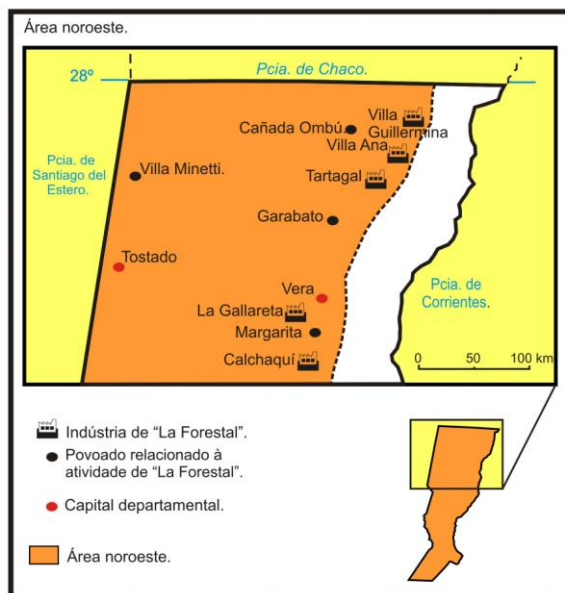 Área noroeste.
28º
Pcia. de Chaco.
Villa
Guillermina
Cañada Ombú.
Villa Ana
Pcia. de
Santiago del
Estero.
Villa Minetti.
Tartagal
Garabato
Tostado
Vera
Pcia. de
Corrientes.
La Gallareta
Margarita
Calchaquí
0 50 100 km
Indústria de “La Forestal”.
Povoado relacionado à
atividade de “La Forestal”.
Capital departamental.
Área noroeste.